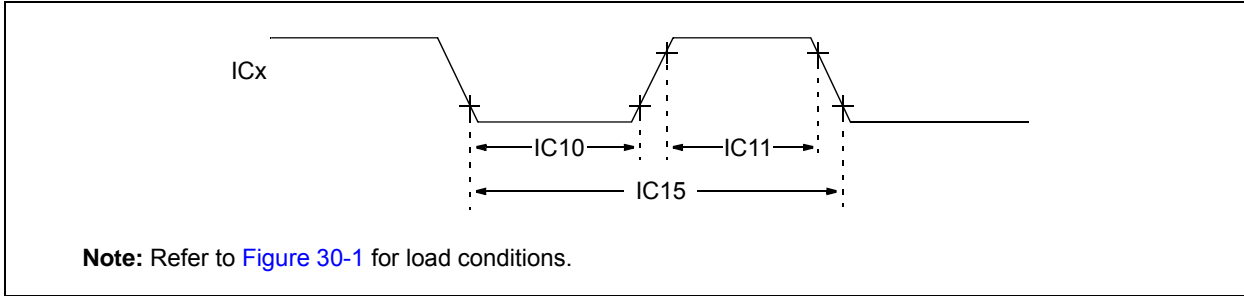 ICx
IC10
IC11
IC15
Note: Refer to Figure 30-1 for load conditions.